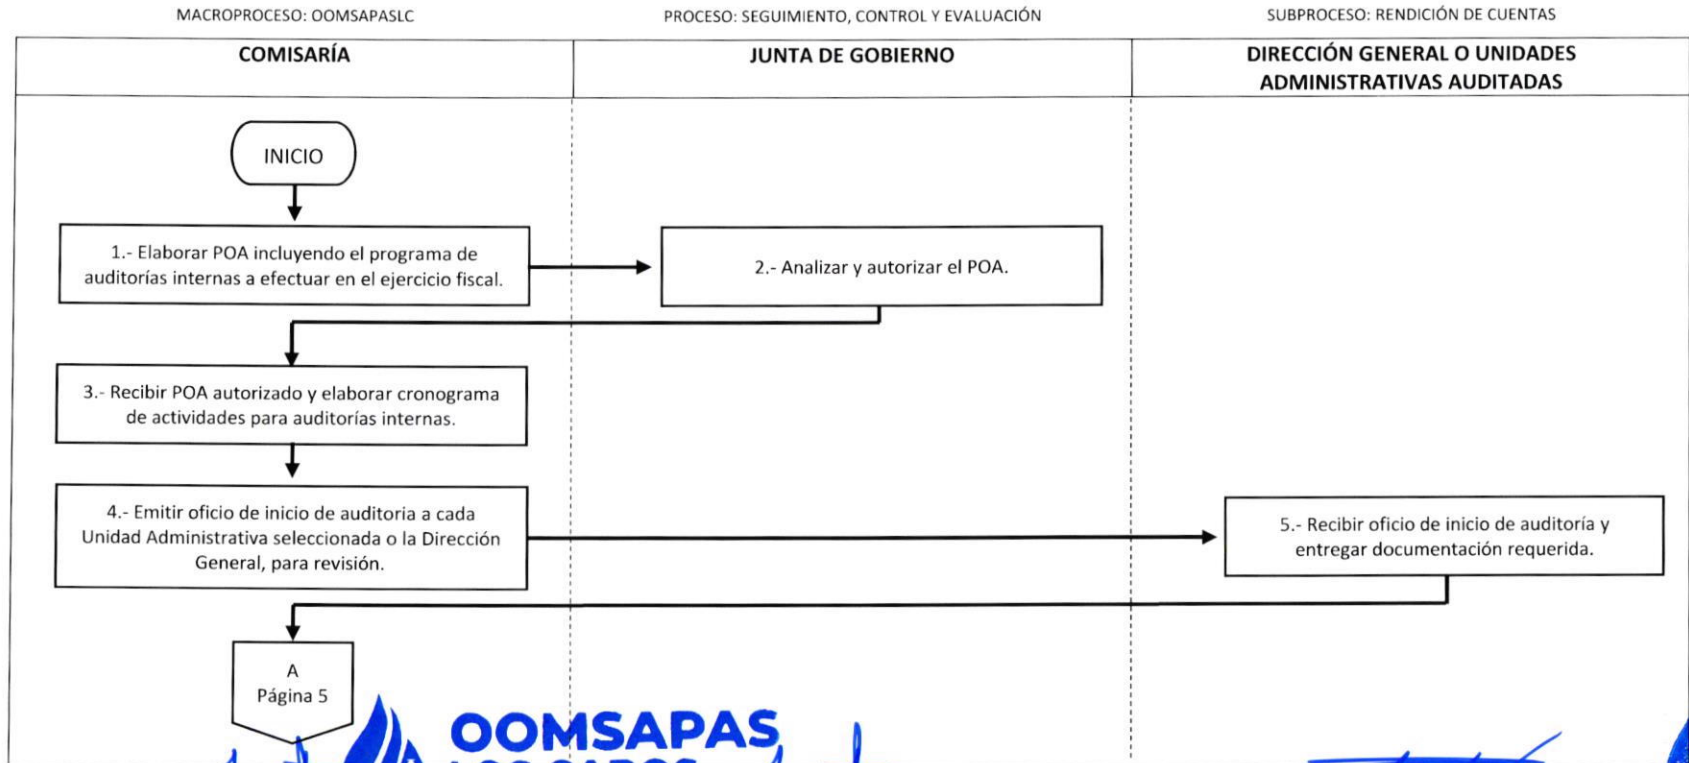 MACROPROCESO: OOMSAPASLC
PROCESO: SEGUIMIENTO, CONTROL Y EVALUACIÓN
SUBPROCESO: RENDICIÓN DE CUENTAS
COMISARÍA
JUNTA DE GOBIERNO
DIRECCIÓN GENERAL O UNIDADES
ADMINISTRATIVAS AUDITADAS
INICIO
1.- Elaborar POA incluyendo el programa de
auditorías internas a efectuar en el ejercicio fiscal.
2.- Analizar y autorizar el POA.
3.- Recibir POA autorizado y elaborar cronograma
de actividades para auditorías internas.
4.- Emitir oficio de inicio de auditoria a cada
Unidad Administrativa seleccionada o la Dirección
General, para revisión.
5.- Recibir oficio de inicio de auditoría y
entregar documentación requerida.
A
Página 5
OOMSAPAS
LOS CABOS